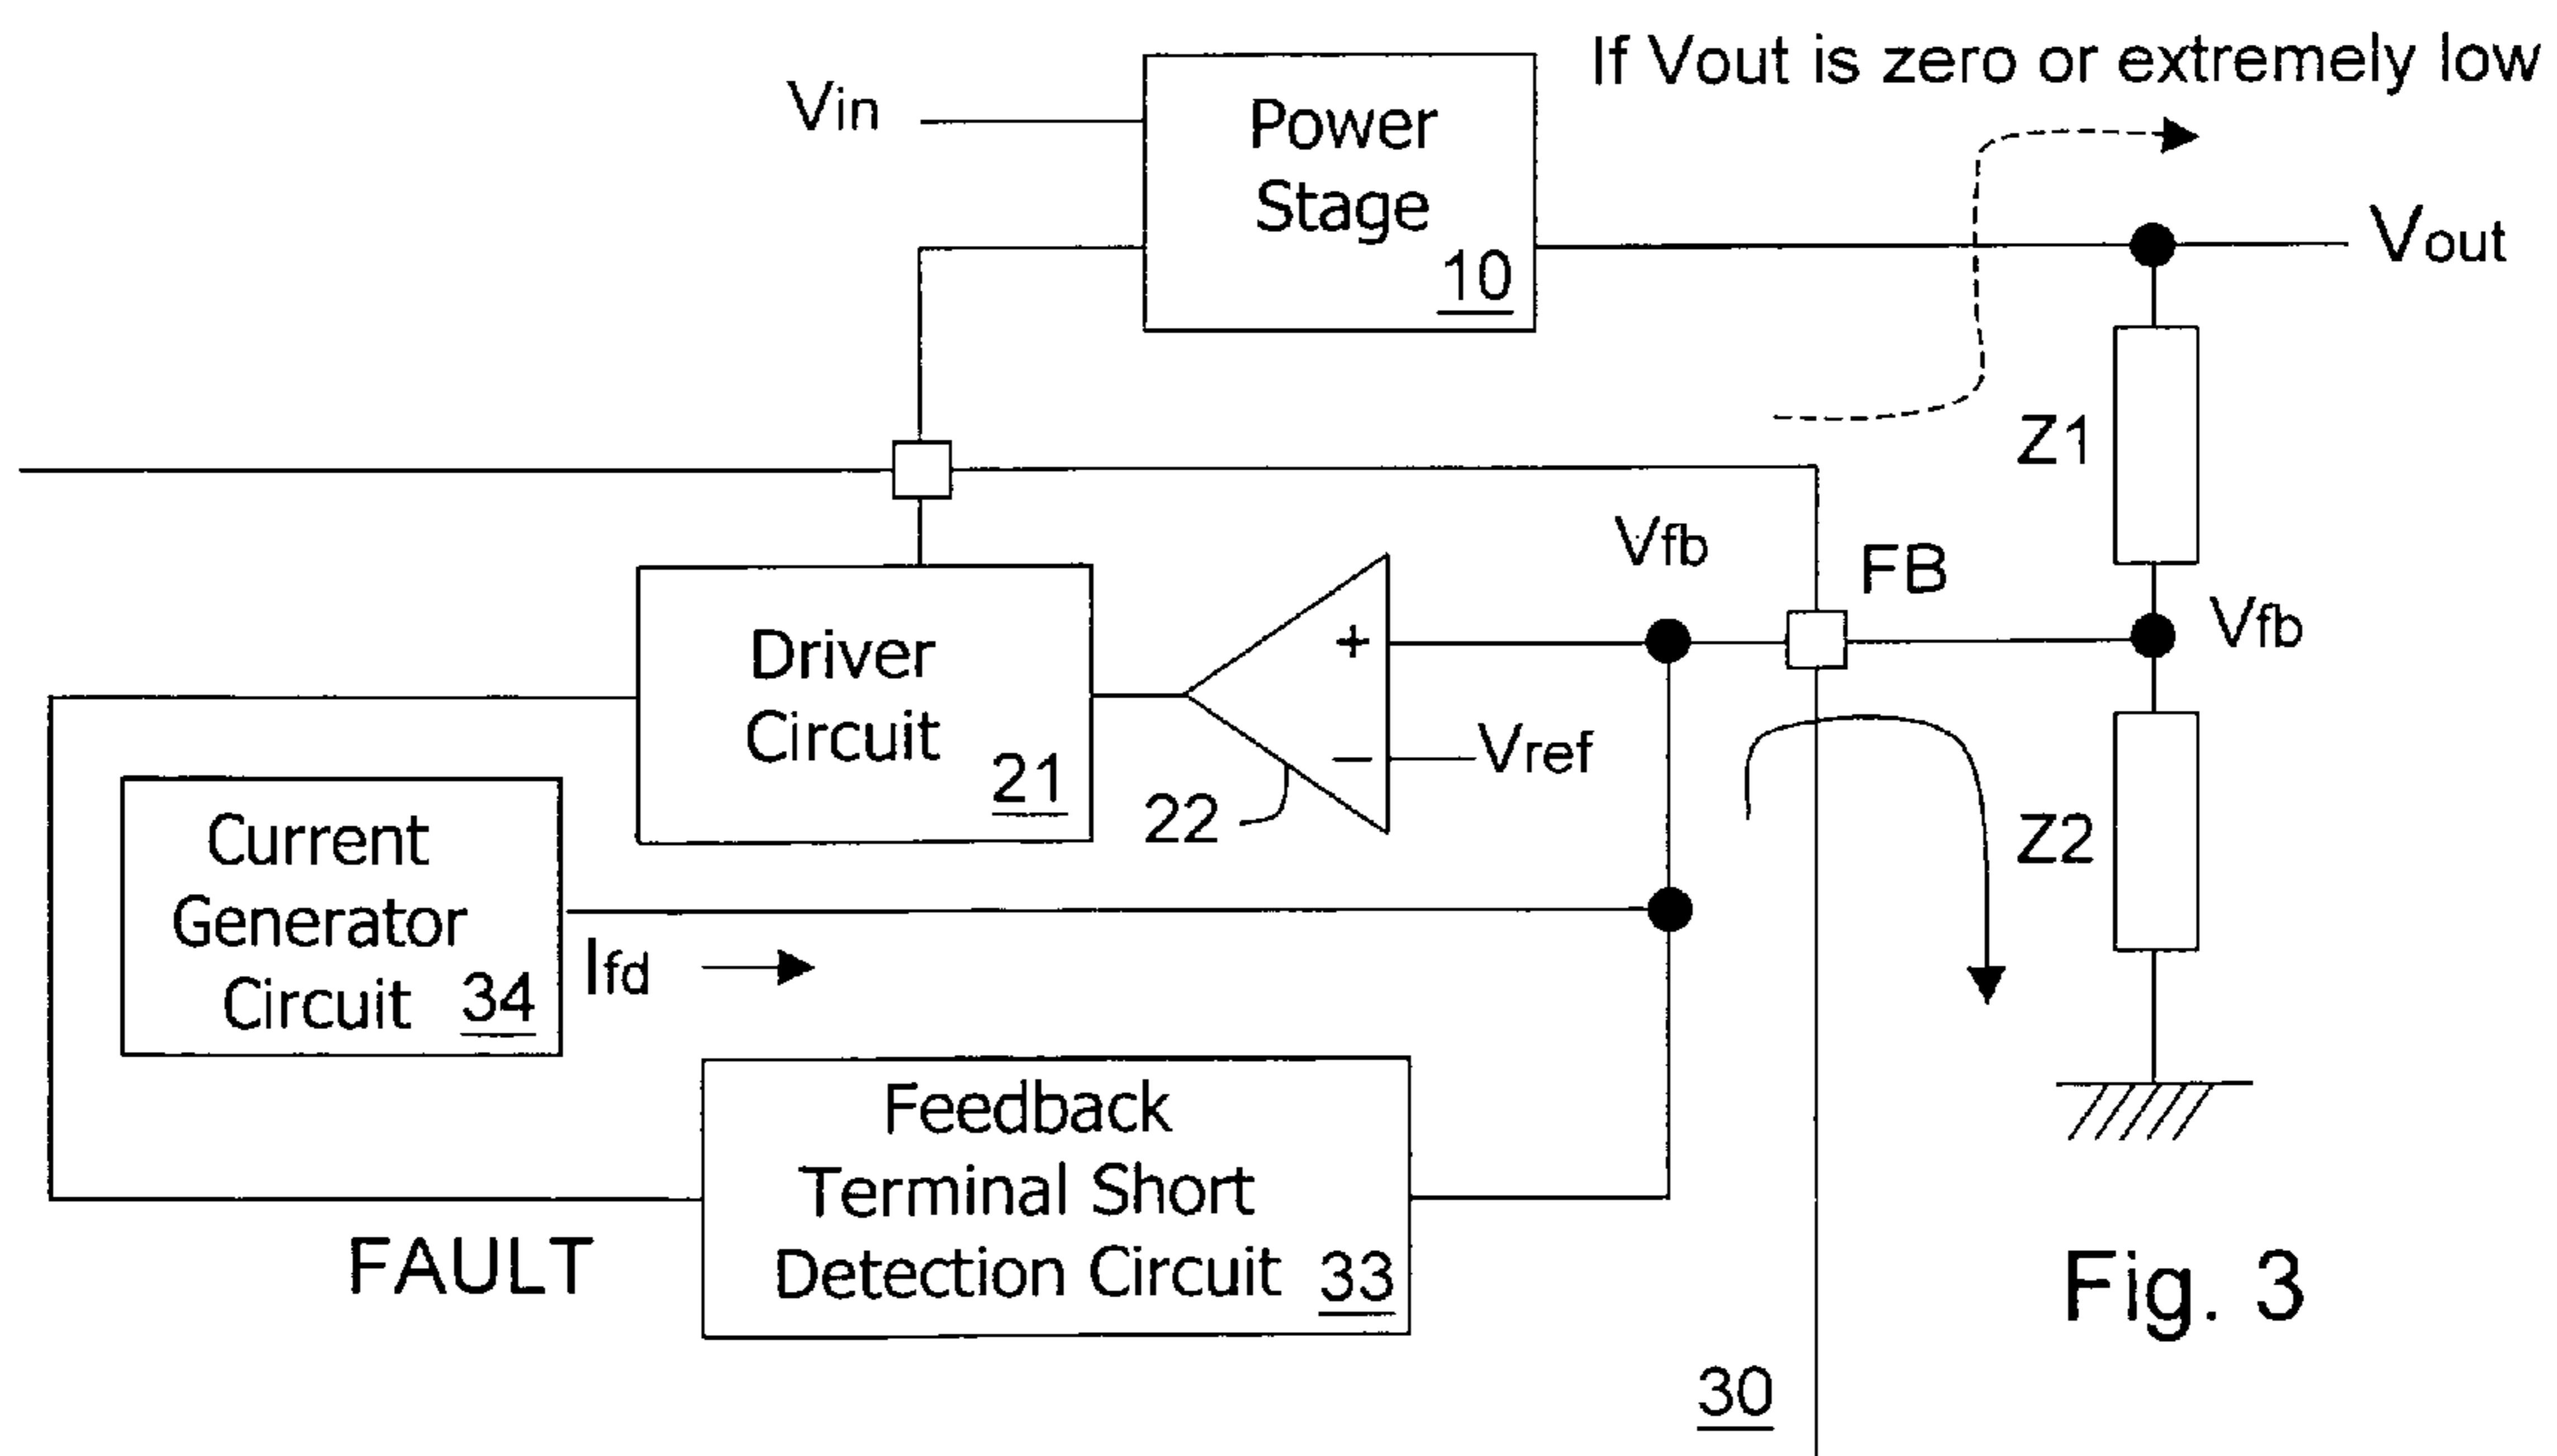 If Vout is zero or extremely low
Vin
Power
Stage
10
Vout
Z1
Vfb
FB
Vfb
Driver
Circuit
21
+
−
Vref
22
Z2
Current
Generator
Circuit
34
Ifd
Feedback
Terminal Short
Detection Circuit
33
FAULT
Fig. 3
30